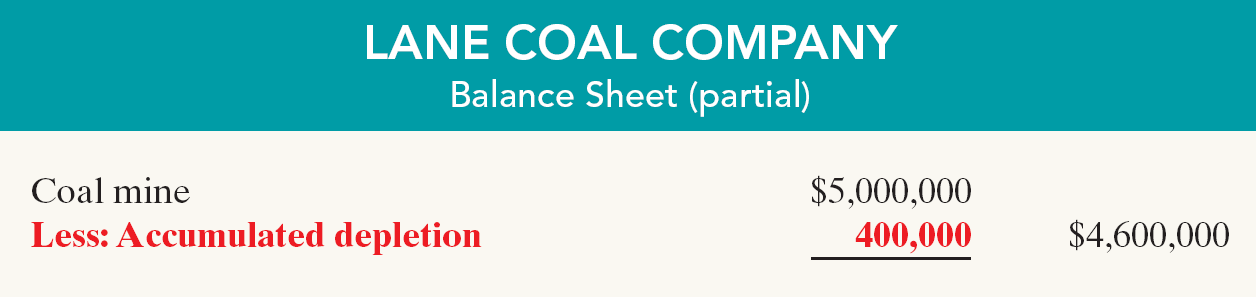 LANE COAL COMPANY
Balance Sheet (partial)
Coal mine $5,000,000
Less: Accumulated depletion 400,000 $4,600,000